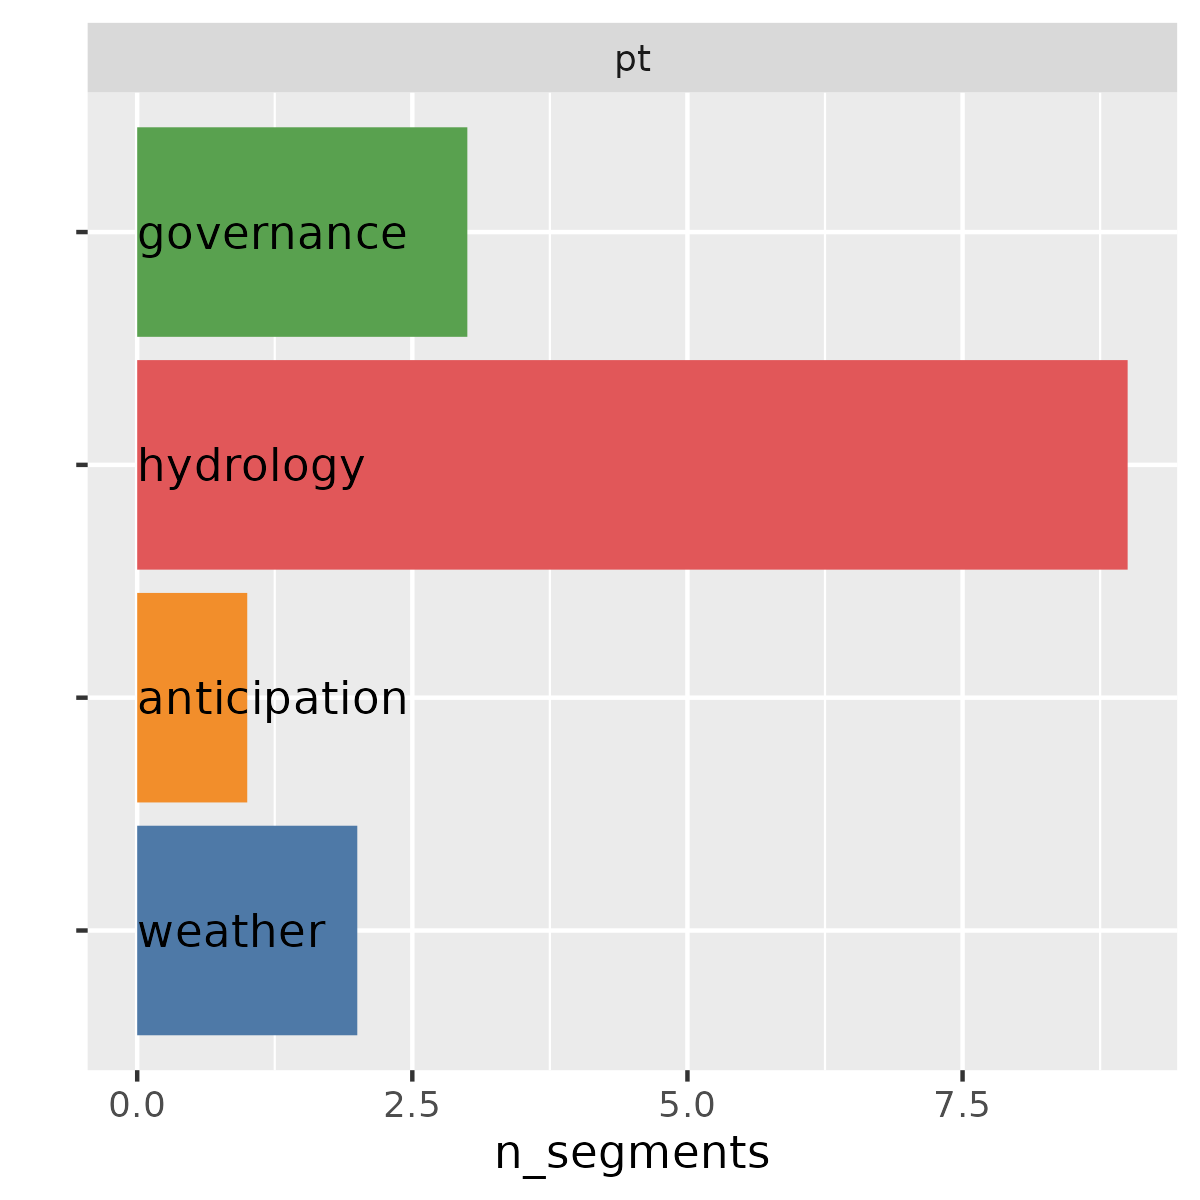 pt
governance
hydrology
anticipation
weather
0.0 2.5 5.0 7.5
n_segments